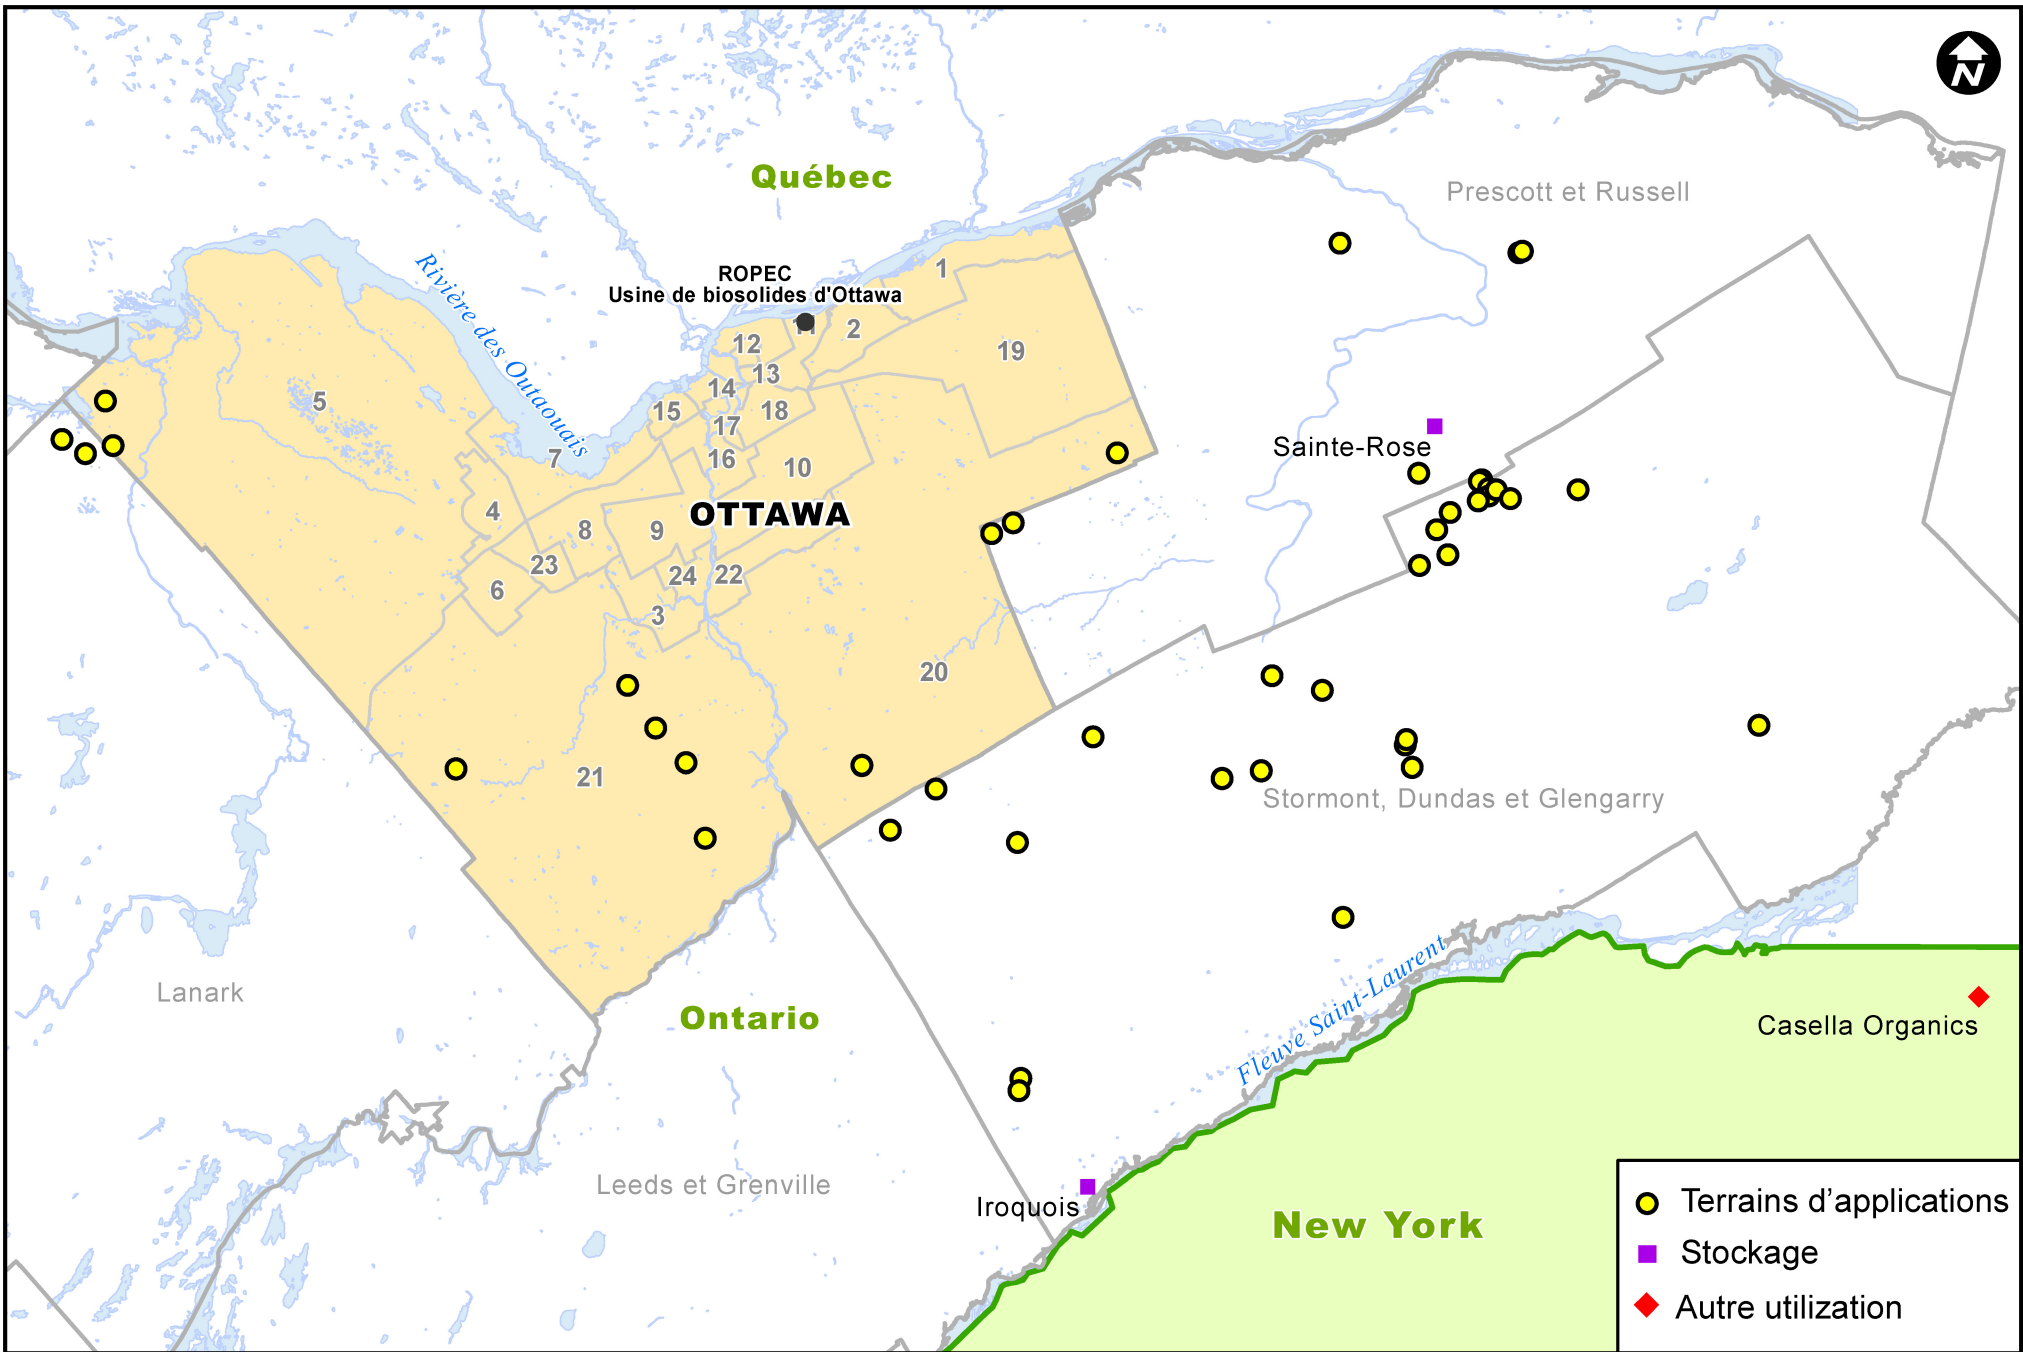 N
Québec
Prescott et Russell
Rivière des Outaouais
ROPEC
Usine de biosolides d'Ottawa
1
2
11
12
19
13
14
5
15
18
17
7
16
10
Sainte-Rose
4
OTTAWA
8
9
23
24
22
6
3
20
21
Stormont, Dundas et Glengarry
Lanark
Ontario
Fleuve Saint-Laurent
Casella Organics
Leeds et Grenville
Iroquois
New York
Terrains d’applications
Stockage
Autre utilization